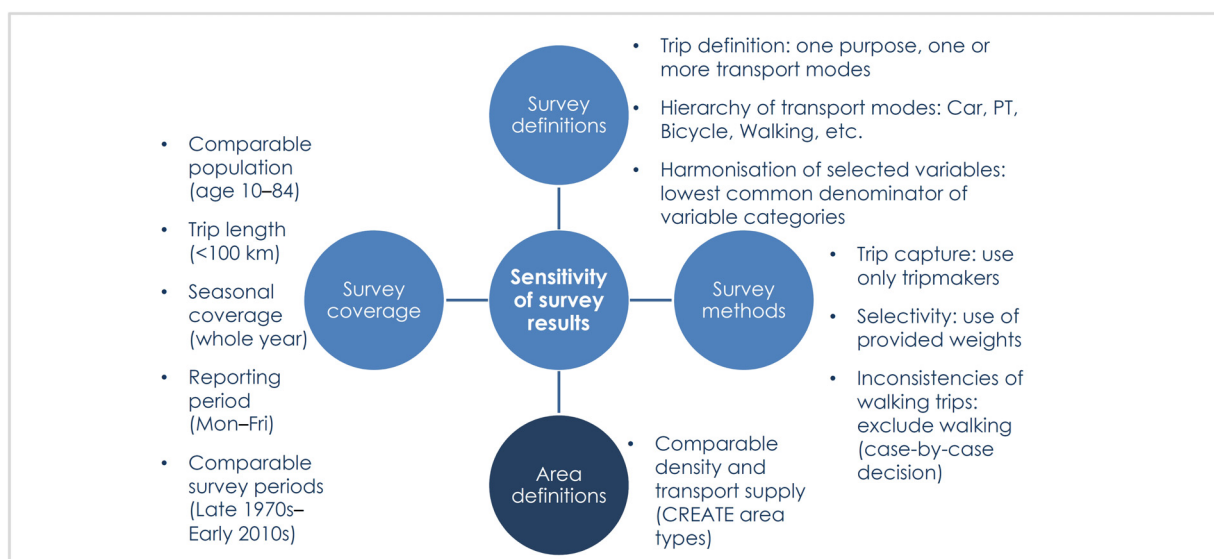 Survey
definitions
• Trip definition: one purpose, one or
more transport modes
• Hierarchy of transport modes: Car, PT,
Bicycle, Walking, etc.
• Harmonisation of selected variables:
lowest common denominator of
variable categories
• Comparable
population
(age 10–84)
• Trip length
(<100 km)
• Seasonal
coverage
(whole year)
• Reporting
period
(Mon–Fri)
• Comparable
survey periods
(Late 1970s–
Early 2010s)
Survey
coverage
Sensitivity
of survey
results
Survey
methods
• Trip capture: use
only tripmakers
• Selectivity: use of
provided weights
• Inconsistencies of
walking trips:
exclude walking
(case-by-case
decision)
Area
definitions
• Comparable
density and
transport supply
(CREATE area
types)